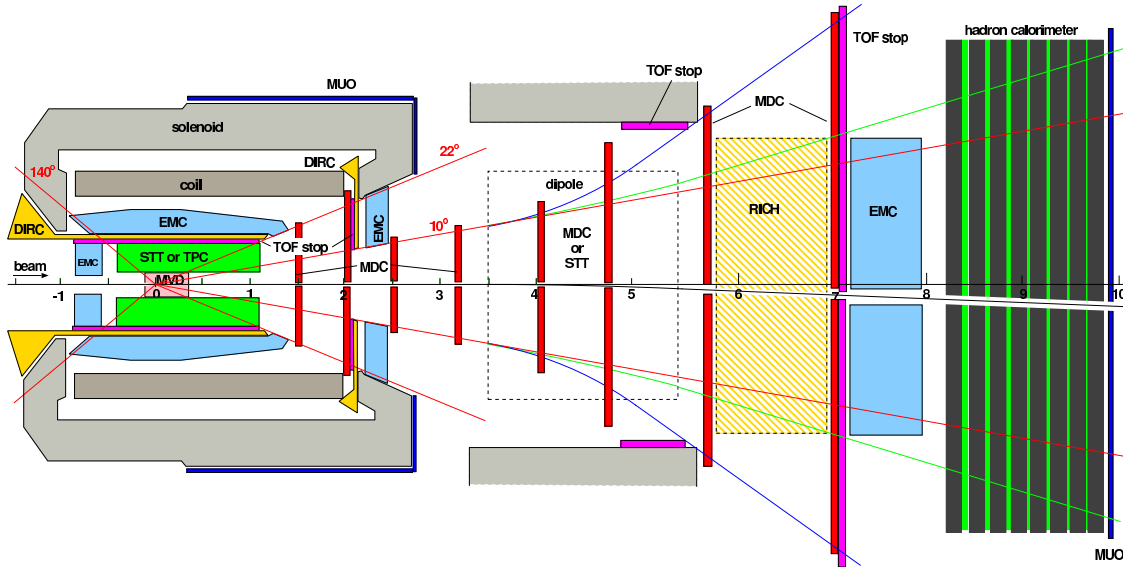 hadron calorimeter
TOF stop
TOF stop
MUO
MDC
solenoid
22°
DIRC
140°
coil
dipole
DIRC
EMC
10°
RICH
EMC
EMC
TOF stop
MDC
or
STT
STT or TPC
EMC
MDC
beam
MVD
-1 0 1 2 3 4 5 6 7 8 9 10
MUO